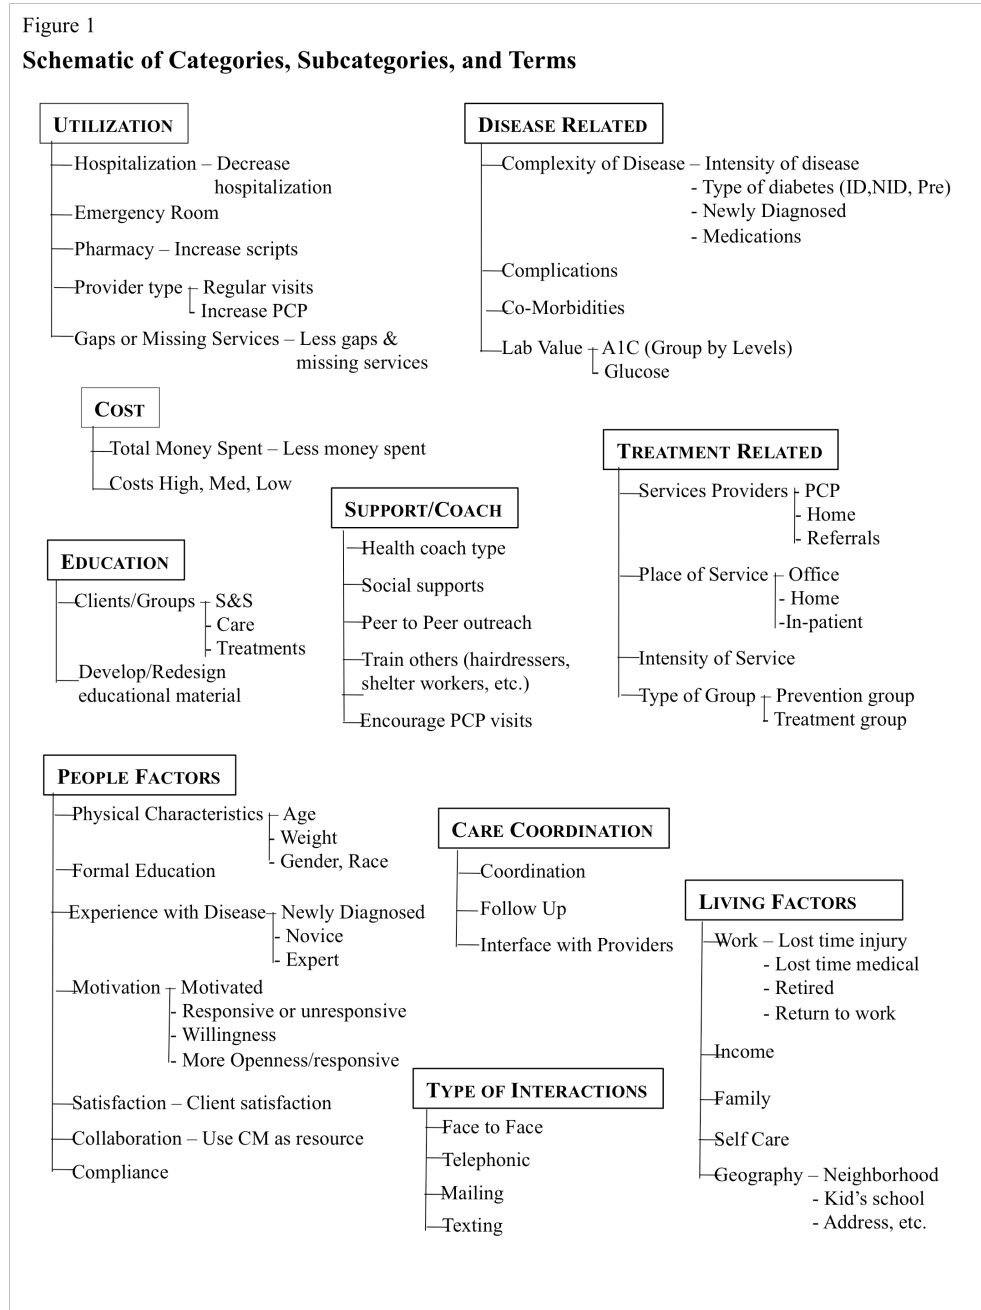 Figure 1
Schematic of Categories, Subcategories, and Terms
UTILIZATION
Hospitalization – Decrease
hospitalization
Emergency Room
Pharmacy – Increase scripts
Provider type – Regular visits
- Increase PCP
Gaps or Missing Services – Less gaps &
missing services
DISEASE RELATED
Complexity of Disease – Intensity of disease
- Type of diabetes (ID,NID, Pre)
- Newly Diagnosed
- Medications
Complications
Co-Morbidities
Lab Value – A1C (Group by Levels)
- Glucose
COST
Total Money Spent – Less money spent
Costs High, Med, Low
TREATMENT RELATED
Services Providers - PCP
- Home
- Referrals
Place of Service – Office
- Home
-In-patient
Intensity of Service
Type of Group – Prevention group
- Treatment group
SUPPORT/COACH
Health coach type
Social supports
Peer to Peer outreach
Train others (hairdressers,
shelter workers, etc.)
Encourage PCP visits
EDUCATION
Clients/Groups – S&S
- Care
- Treatments
Develop/Redesign
educational material
PEOPLE FACTORS
Physical Characteristics – Age
- Weight
- Gender, Race
Formal Education
Experience with Disease – Newly Diagnosed
- Novice
- Expert
Motivation – Motivated
- Responsive or unresponsive
- Willingness
- More Openness/responsive
Satisfaction – Client satisfaction
Collaboration – Use CM as resource
Compliance
CARE COORDINATION
Coordination
Follow Up
Interface with Providers
LIVING FACTORS
Work – Lost time injury
- Lost time medical
- Retired
- Return to work
Income
Family
Self Care
Geography – Neighborhood
- Kid’s school
- Address, etc.
TYPE OF INTERACTIONS
Face to Face
Telephonic
Mailing
Texting